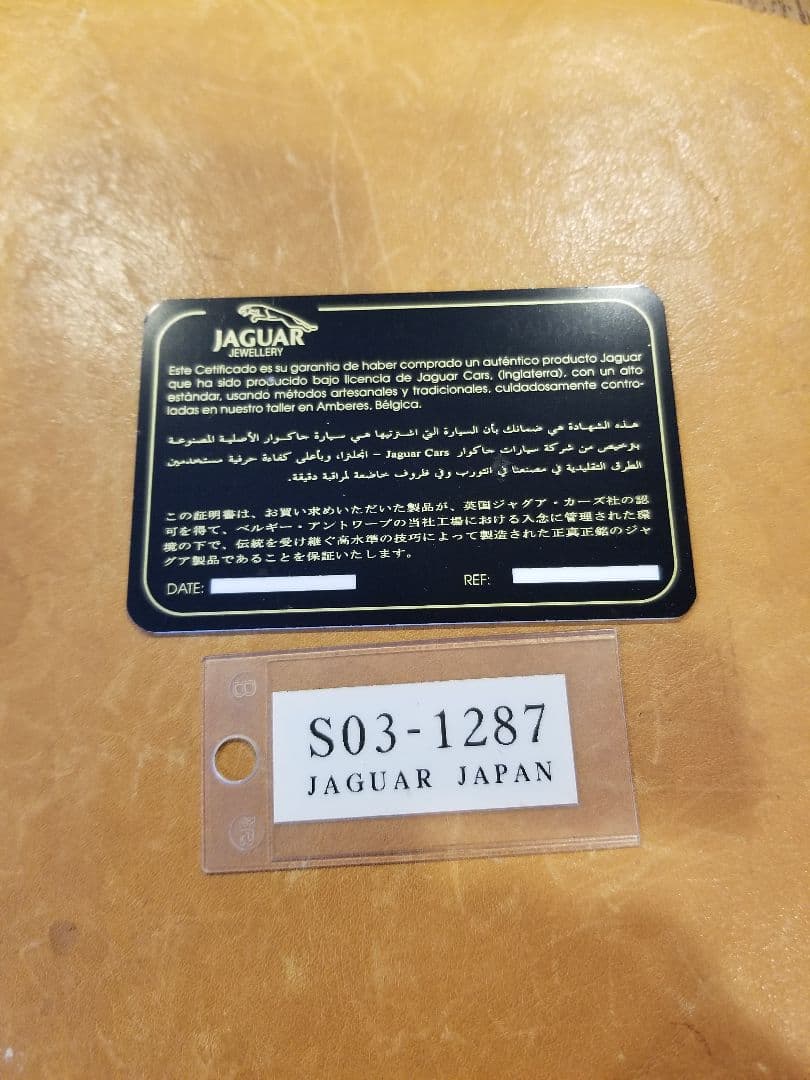 JAGUAR
JEWELLERY
Este Cetificado es su garantia de haber comprado un auténtico producto Jaguar
que ha sido producido bajo licencia de Jaguar Cars, (Inglaterra), con un alto
estándar, usando métodos artesanales y tradicionales, cuidadosamente contro-
ladas en nuestro taller en Amberes, Bélgica.
هذه الشهادة هي ضمانك بأن السيارة التي اشتريتها هي سيارة جاكوار الأصلية المصنوعة
بترخيص من شركة سيارات جاكوار Jaguar Cars – انجلترا، وبأعلى كفاءة حرفية مستخدمين
الطرق التقليدية في مصنعنا في انتورب وفي ظروف خاضعة لمراقبة دقيقة.
この証明書は、お買い求めいただいた製品が、英国ジャグア・カーズ社の認
可を得て、ベルギー・アントワープの当社工場における入念に管理された環
境の下で、伝統を受け継ぐ高水準の技巧によって製造された正真正銘のジャ
グア製品であることを保証いたします。
DATE: REF:
S03-1287
JAGUAR JAPAN